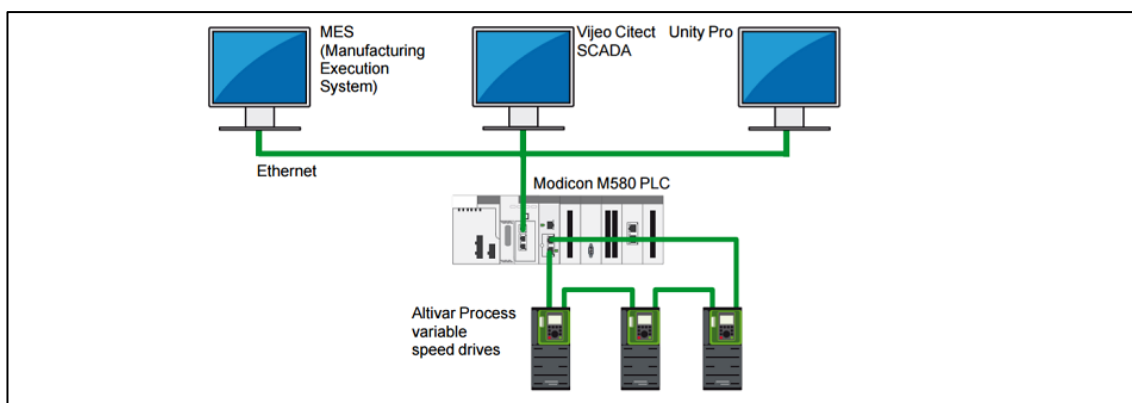 MES
(Manufacturing
Execution
System)
Vijeo Citect
SCADA
Unity Pro
Ethernet
Modicon M580 PLC
Altivar Process
variable
speed drives